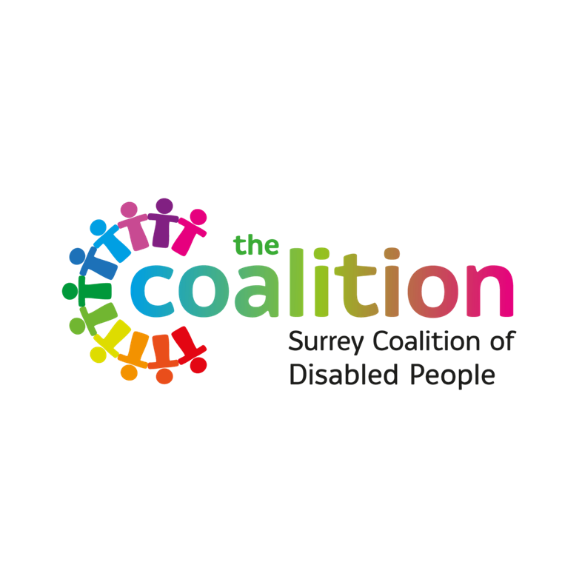 the
coalition
Surrey Coalition of
Disabled People